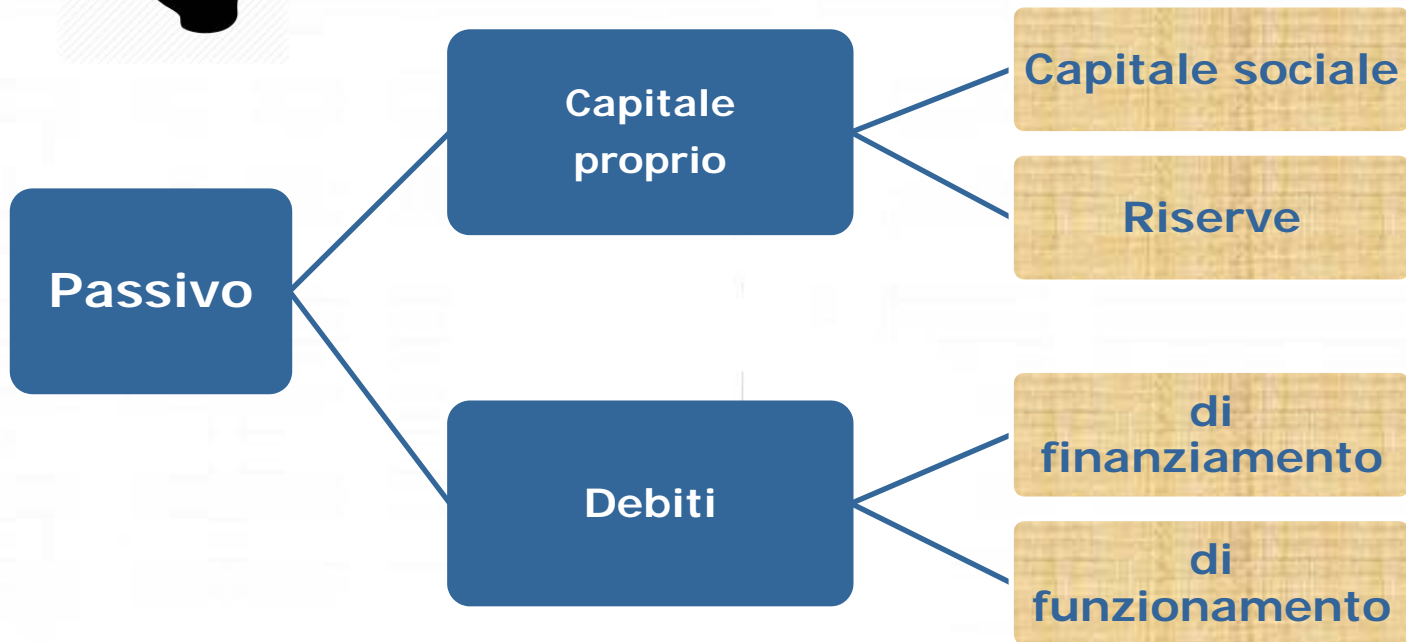 Passivo
Capitale
proprio
Capitale sociale
Riserve
Debiti
di
finanziamento
di
funzionamento